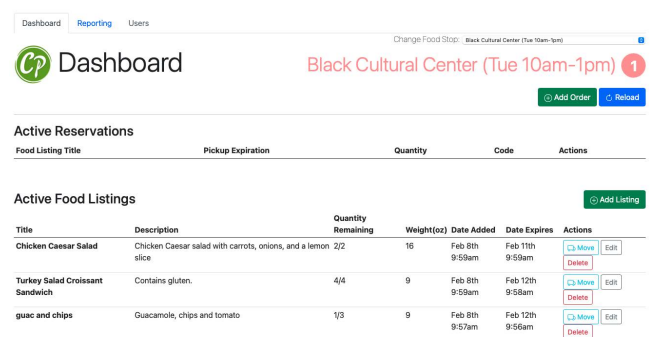 Dashboard Reporting Users
Change Food Stop: Black Cultural Center (Tue 10am-1pm)
CP Dashboard Black Cultural Center (Tue 10am-1pm) 1
Add Order Reload
Active Reservations
Food Listing Title Pickup Expiration Quantity Code Actions
Active Food Listings Add Listing
Quantity
Title Description Remaining Weight(oz) Date Added Date Expires Actions
Chicken Caesar Salad Chicken Caesar salad with carrots, onions, and a lemon 2/2 16 Feb 8th Feb 11th Move Edit
slice 9:59am 9:59am
Delete
Turkey Salad Croissant Contains gluten. 4/4 9 Feb 8th Feb 12th Move Edit
Sandwich 9:59am 9:58am
Delete
guac and chips Guacamole, chips and tomato 1/3 9 Feb 8th Feb 12th Move Edit
9:57am 9:56am
Delete